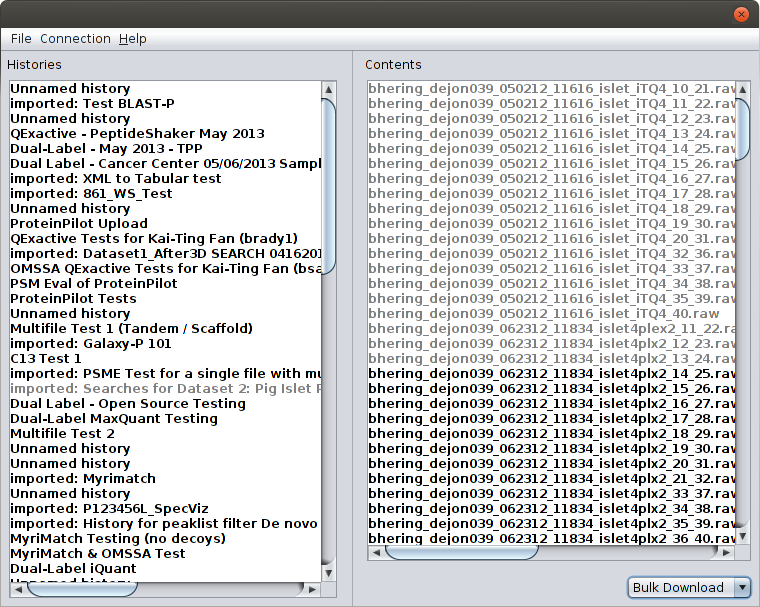 File Connection Help
Histories
Unnamed history
imported: Test BLAST-P
Unnamed history
QExactive - PeptideShaker May 2013
Dual-Label - May 2013 - TPP
Dual Label - Cancer Center 05/06/2013 Sampl
imported: XML to Tabular test
imported: 861_WS_Test
Unnamed history
ProteinPilot Upload
QExactive Tests for Kai-Ting Fan (brady1)
imported: Dataset1_After3D SEARCH 0416201
OMSSA QExactive Tests for Kai-Ting Fan (bsa
PSM Eval of ProteinPilot
ProteinPilot Tests
Unnamed history
Multifile Test 1 (Tandem / Scaffold)
imported: Galaxy-P 101
C13 Test 1
imported: PSME Test for a single file with mu
imported: Searches for Dataset 2: Pig Islet P
Dual Label - Open Source Testing
Dual-Label MaxQuant Testing
Multifile Test 2
Unnamed history
Unnamed history
imported: Myrimatch
Unnamed history
imported: P123456L_SpecViz
imported: History for peaklist filter De novo
MyriMatch Testing (no decoys)
MyriMatch & OMSSA Test
Dual-Label iQuant
Unnamed history
Contents
bhering_dejon039_050212_11616_islet_iTQ4_10_21.raw
bhering_dejon039_050212_11616_islet_iTQ4_11_22.raw
bhering_dejon039_050212_11616_islet_iTQ4_12_23.raw
bhering_dejon039_050212_11616_islet_iTQ4_13_24.raw
bhering_dejon039_050212_11616_islet_iTQ4_14_25.raw
bhering_dejon039_050212_11616_islet_iTQ4_15_26.raw
bhering_dejon039_050212_11616_islet_iTQ4_16_27.raw
bhering_dejon039_050212_11616_islet_iTQ4_17_28.raw
bhering_dejon039_050212_11616_islet_iTQ4_18_29.raw
bhering_dejon039_050212_11616_islet_iTQ4_19_30.raw
bhering_dejon039_050212_11616_islet_iTQ4_20_31.raw
bhering_dejon039_050212_11616_islet_iTQ4_32_36.raw
bhering_dejon039_050212_11616_islet_iTQ4_33_37.raw
bhering_dejon039_050212_11616_islet_iTQ4_34_38.raw
bhering_dejon039_050212_11616_islet_iTQ4_35_39.raw
bhering_dejon039_050212_11616_islet_iTQ4_40.raw
bhering_dejon039_062312_11834_islet4plex2_11_22.ra
bhering_dejon039_062312_11834_islet4plx2_12_23.raw
bhering_dejon039_062312_11834_islet4plx2_13_24.raw
bhering_dejon039_062312_11834_islet4plx2_14_25.raw
bhering_dejon039_062312_11834_islet4plx2_15_26.raw
bhering_dejon039_062312_11834_islet4plx2_16_27.raw
bhering_dejon039_062312_11834_islet4plx2_17_28.raw
bhering_dejon039_062312_11834_islet4plx2_18_29.raw
bhering_dejon039_062312_11834_islet4plx2_19_30.raw
bhering_dejon039_062312_11834_islet4plx2_20_31.raw
bhering_dejon039_062312_11834_islet4plx2_21_32.raw
bhering_dejon039_062312_11834_islet4plx2_33_37.raw
bhering_dejon039_062312_11834_islet4plx2_34_38.raw
bhering_dejon039_062312_11834_islet4plx2_35_39.raw
bhering_dejon039_062312_11834_islet4plx2_36_40.raw
Bulk Download